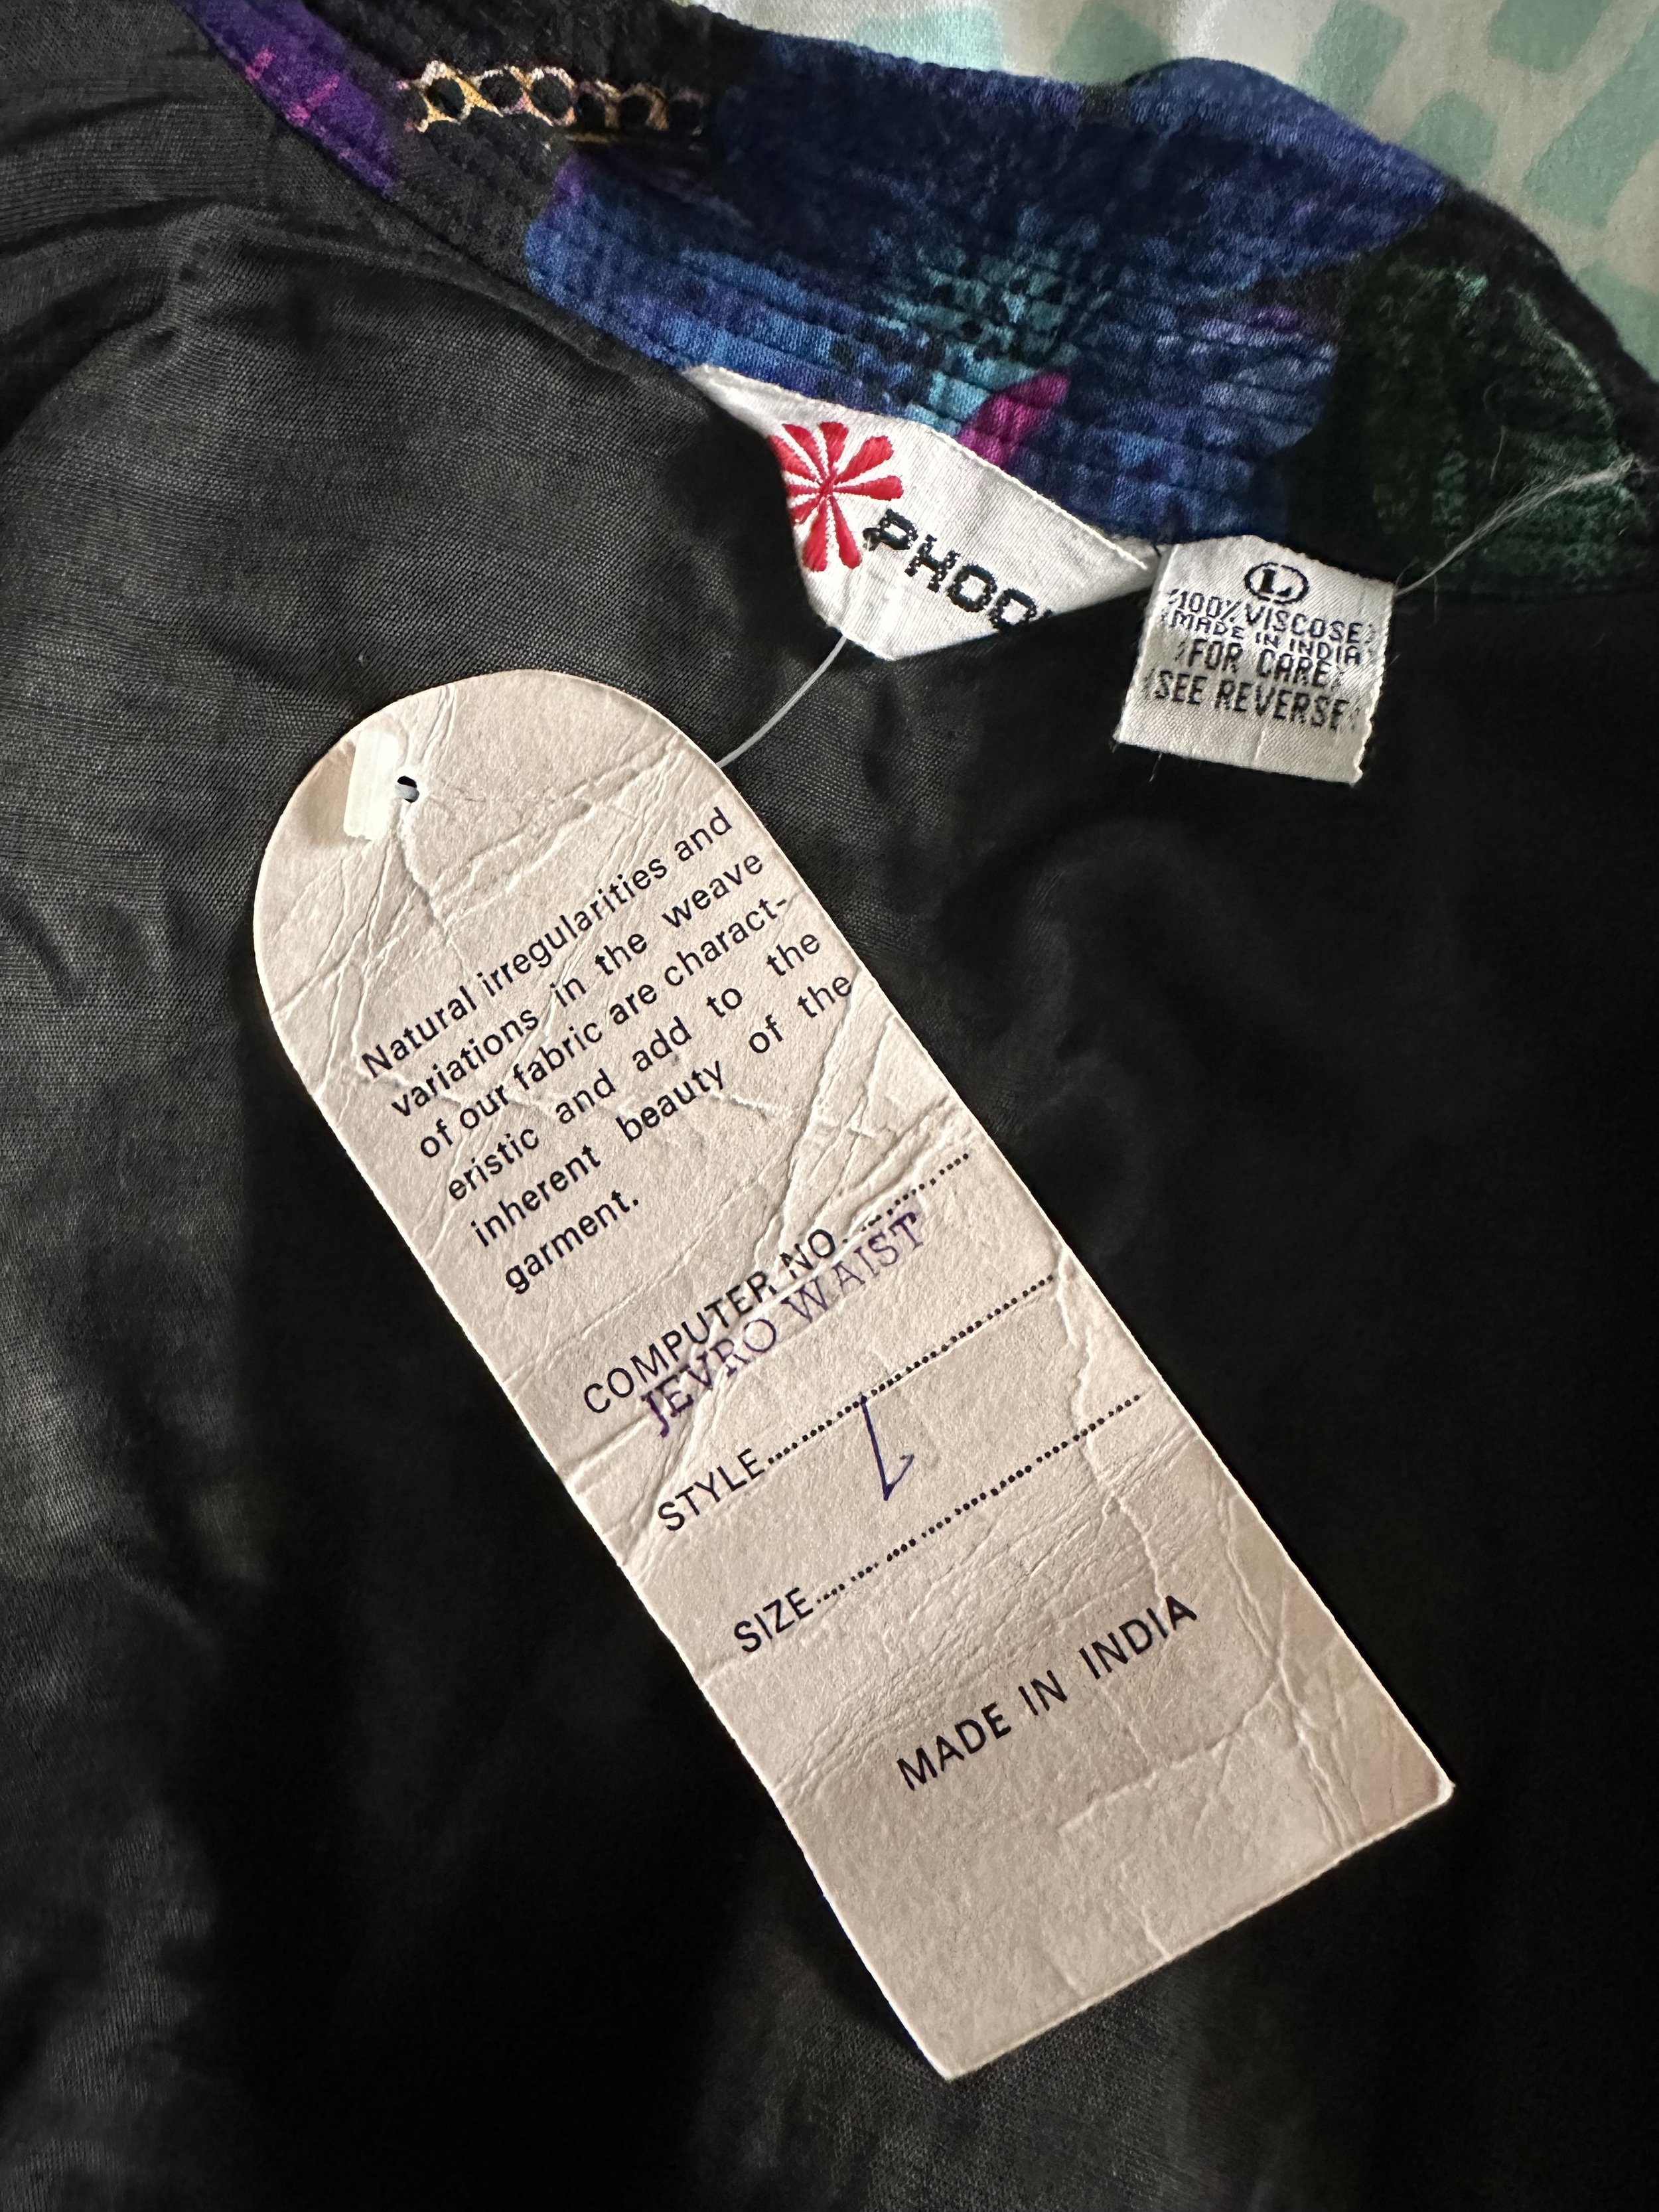 PHOO
L
100% VISCOSE
MADE IN INDIA
FOR CARE
SEE REVERSE
Natural irregularities and
variations in the weave
of our fabric are charact-
eristic and add to the
inherent beauty of the
garment.
COMPUTER NO.
JEVRO WAIST
STYLE
L
SIZE
MADE IN INDIA